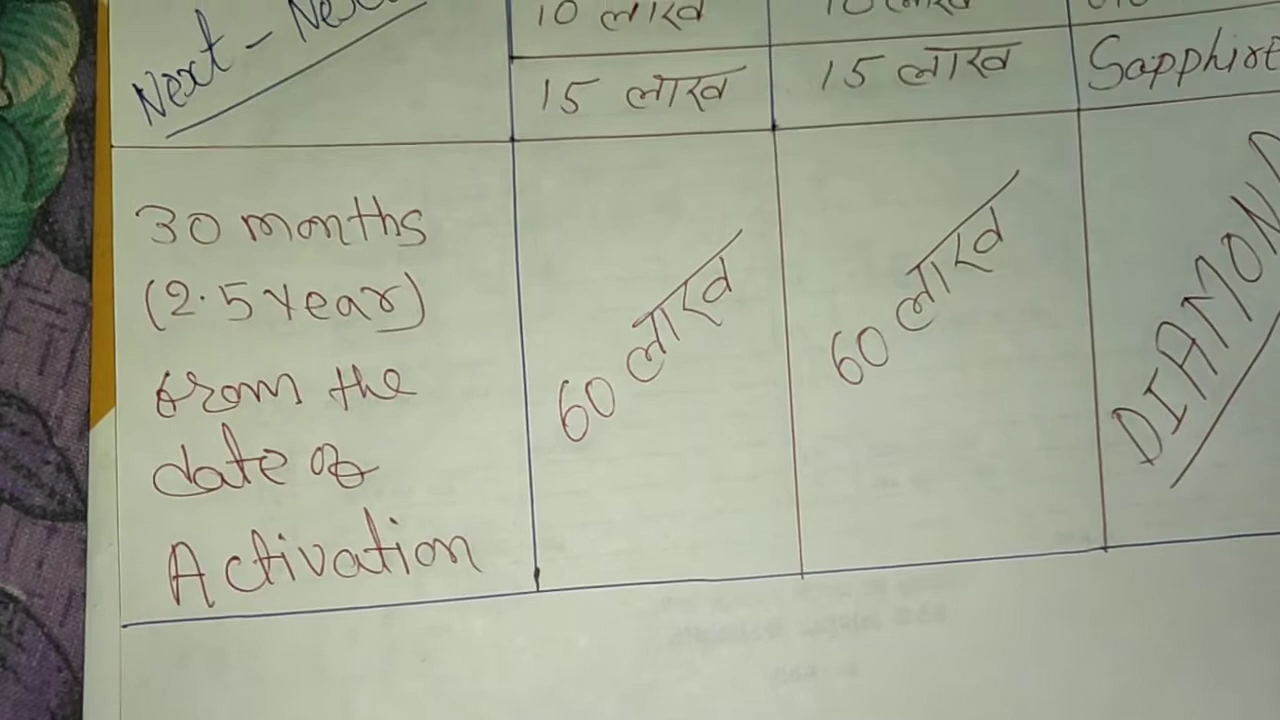 Next - Next
10 लाख
10 लाख
15 लाख
15 लाख
Sapphire
30 months
(2.5 Year)
from the
date of
Activation
60 लाख
60 लाख
DIAMOND